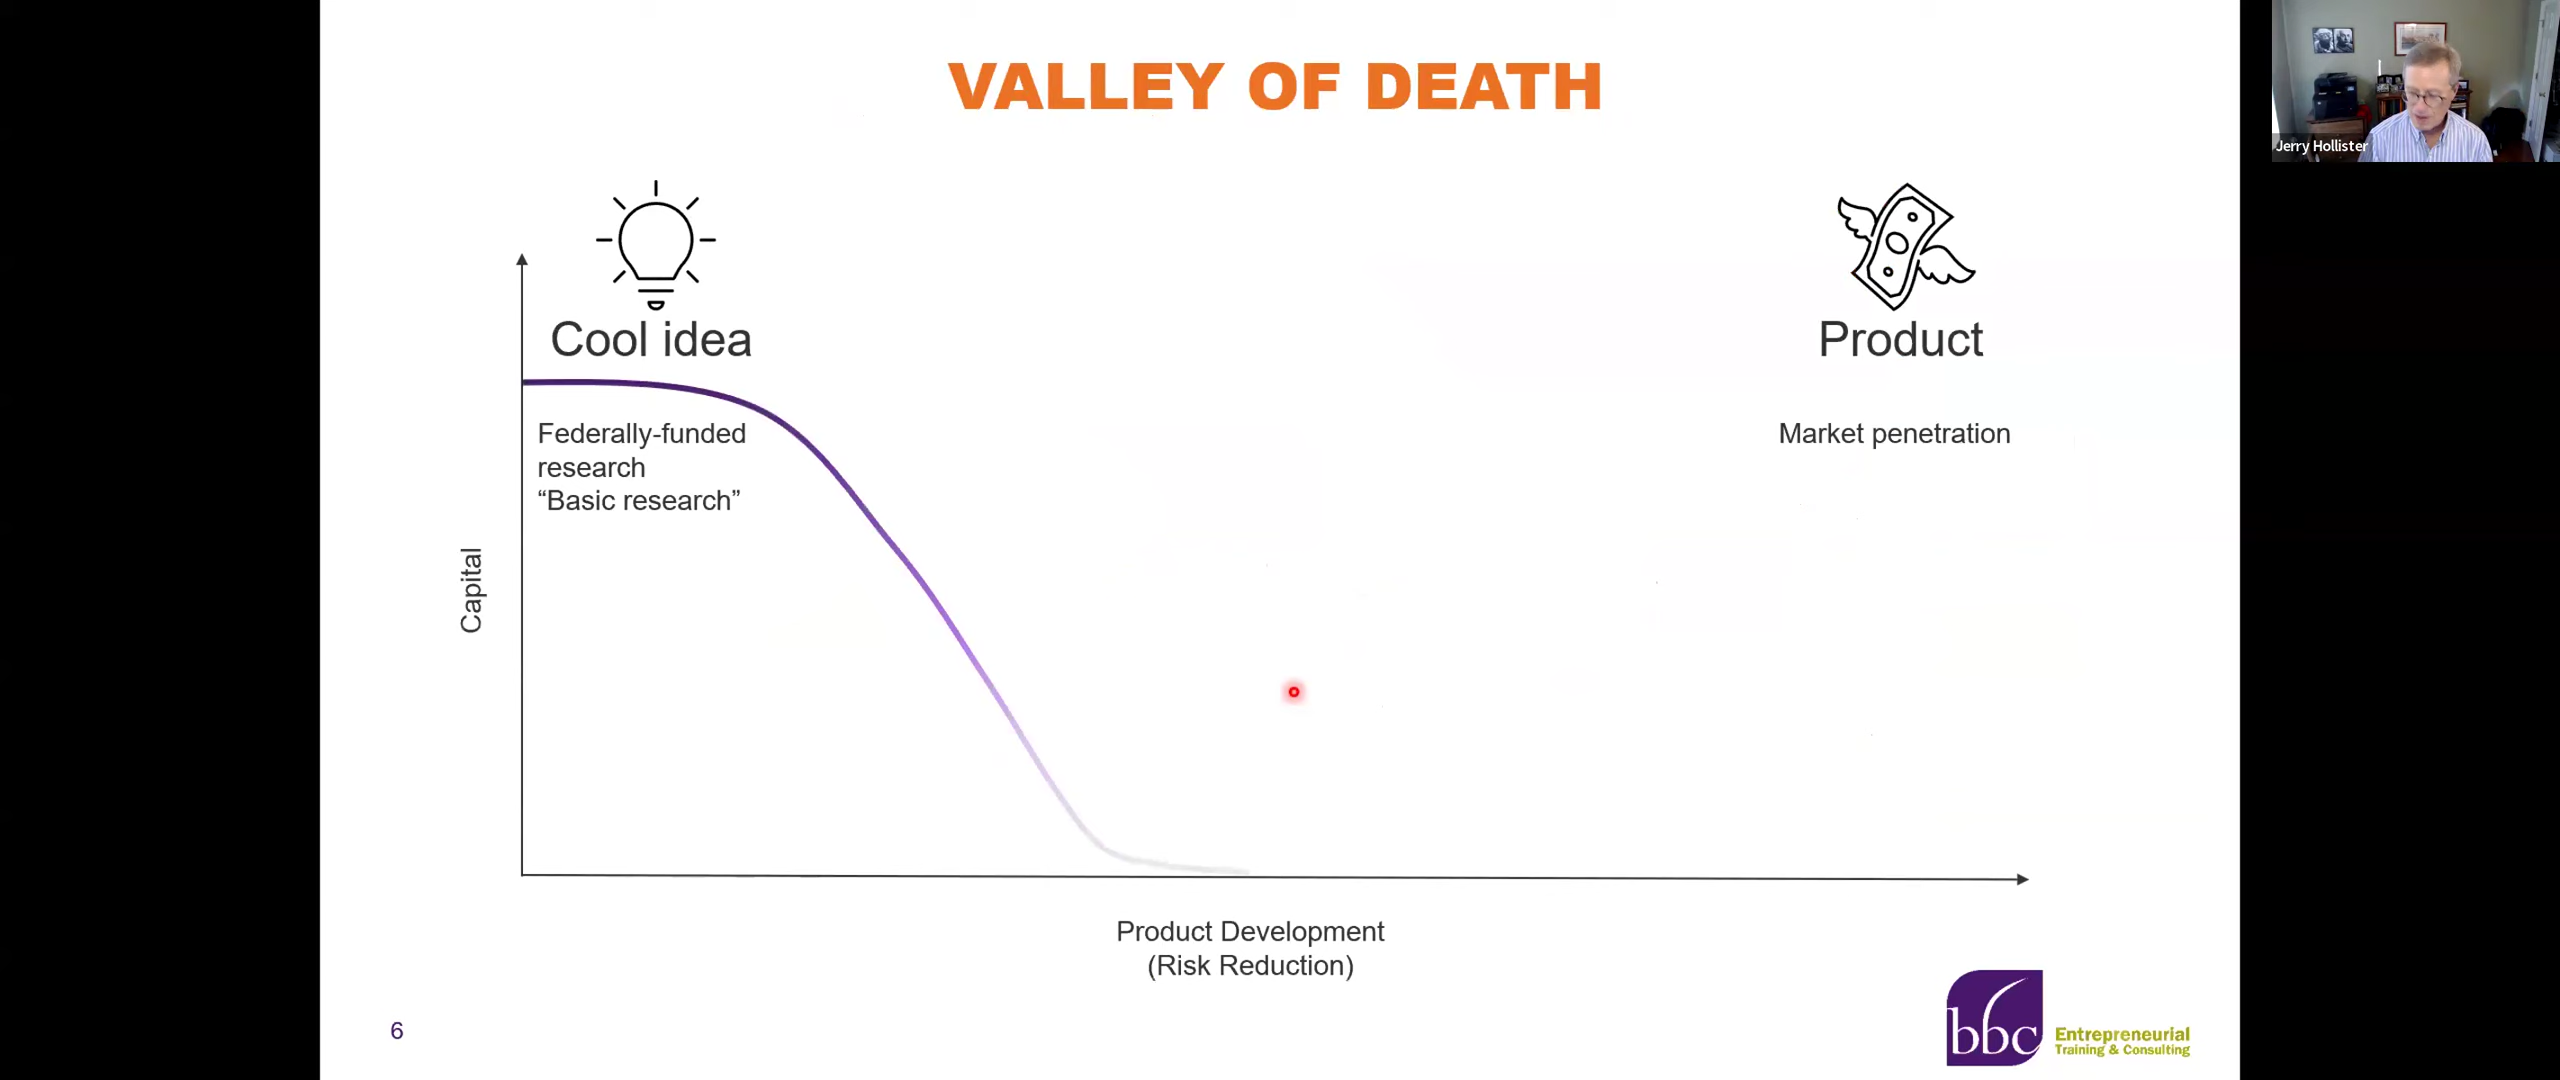 VALLEY OF DEATH
Jerry Hollister
Cool idea
Product
Federally-funded
research
“Basic research”
Market penetration
Capital
Product Development
(Risk Reduction)
6
bbc
Entrepreneurial
Training & Consulting